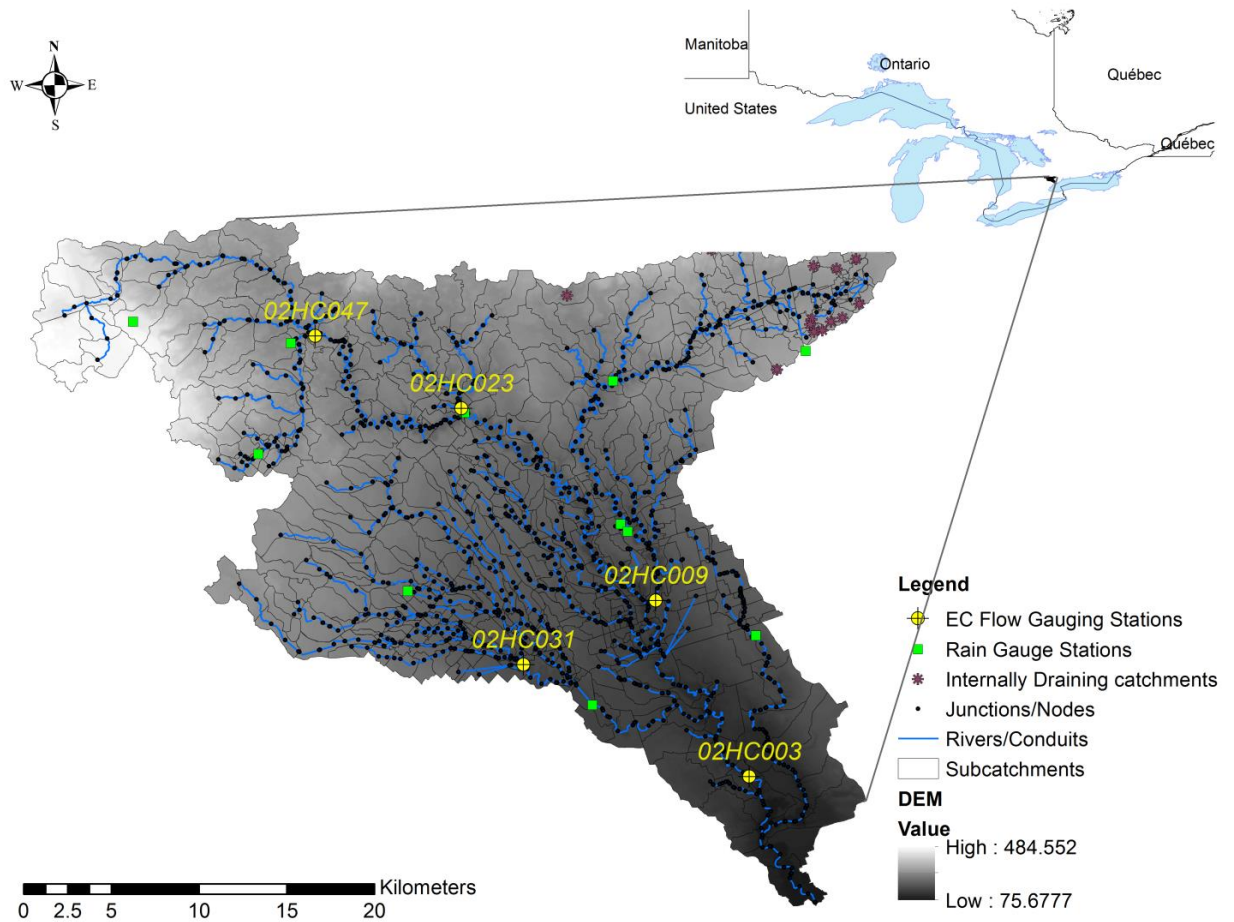 N
W E
S
Manitoba
Ontario
Québec
United States
Québec
02HC047
02HC023
02HC009
02HC031
02HC003
Legend
EC Flow Gauging Stations
Rain Gauge Stations
Internally Draining catchments
Junctions/Nodes
Rivers/Conduits
Subcatchments
DEM
Value
High : 484.552
Low : 75.6777
Kilometers
0 2.5 5 10 15 20